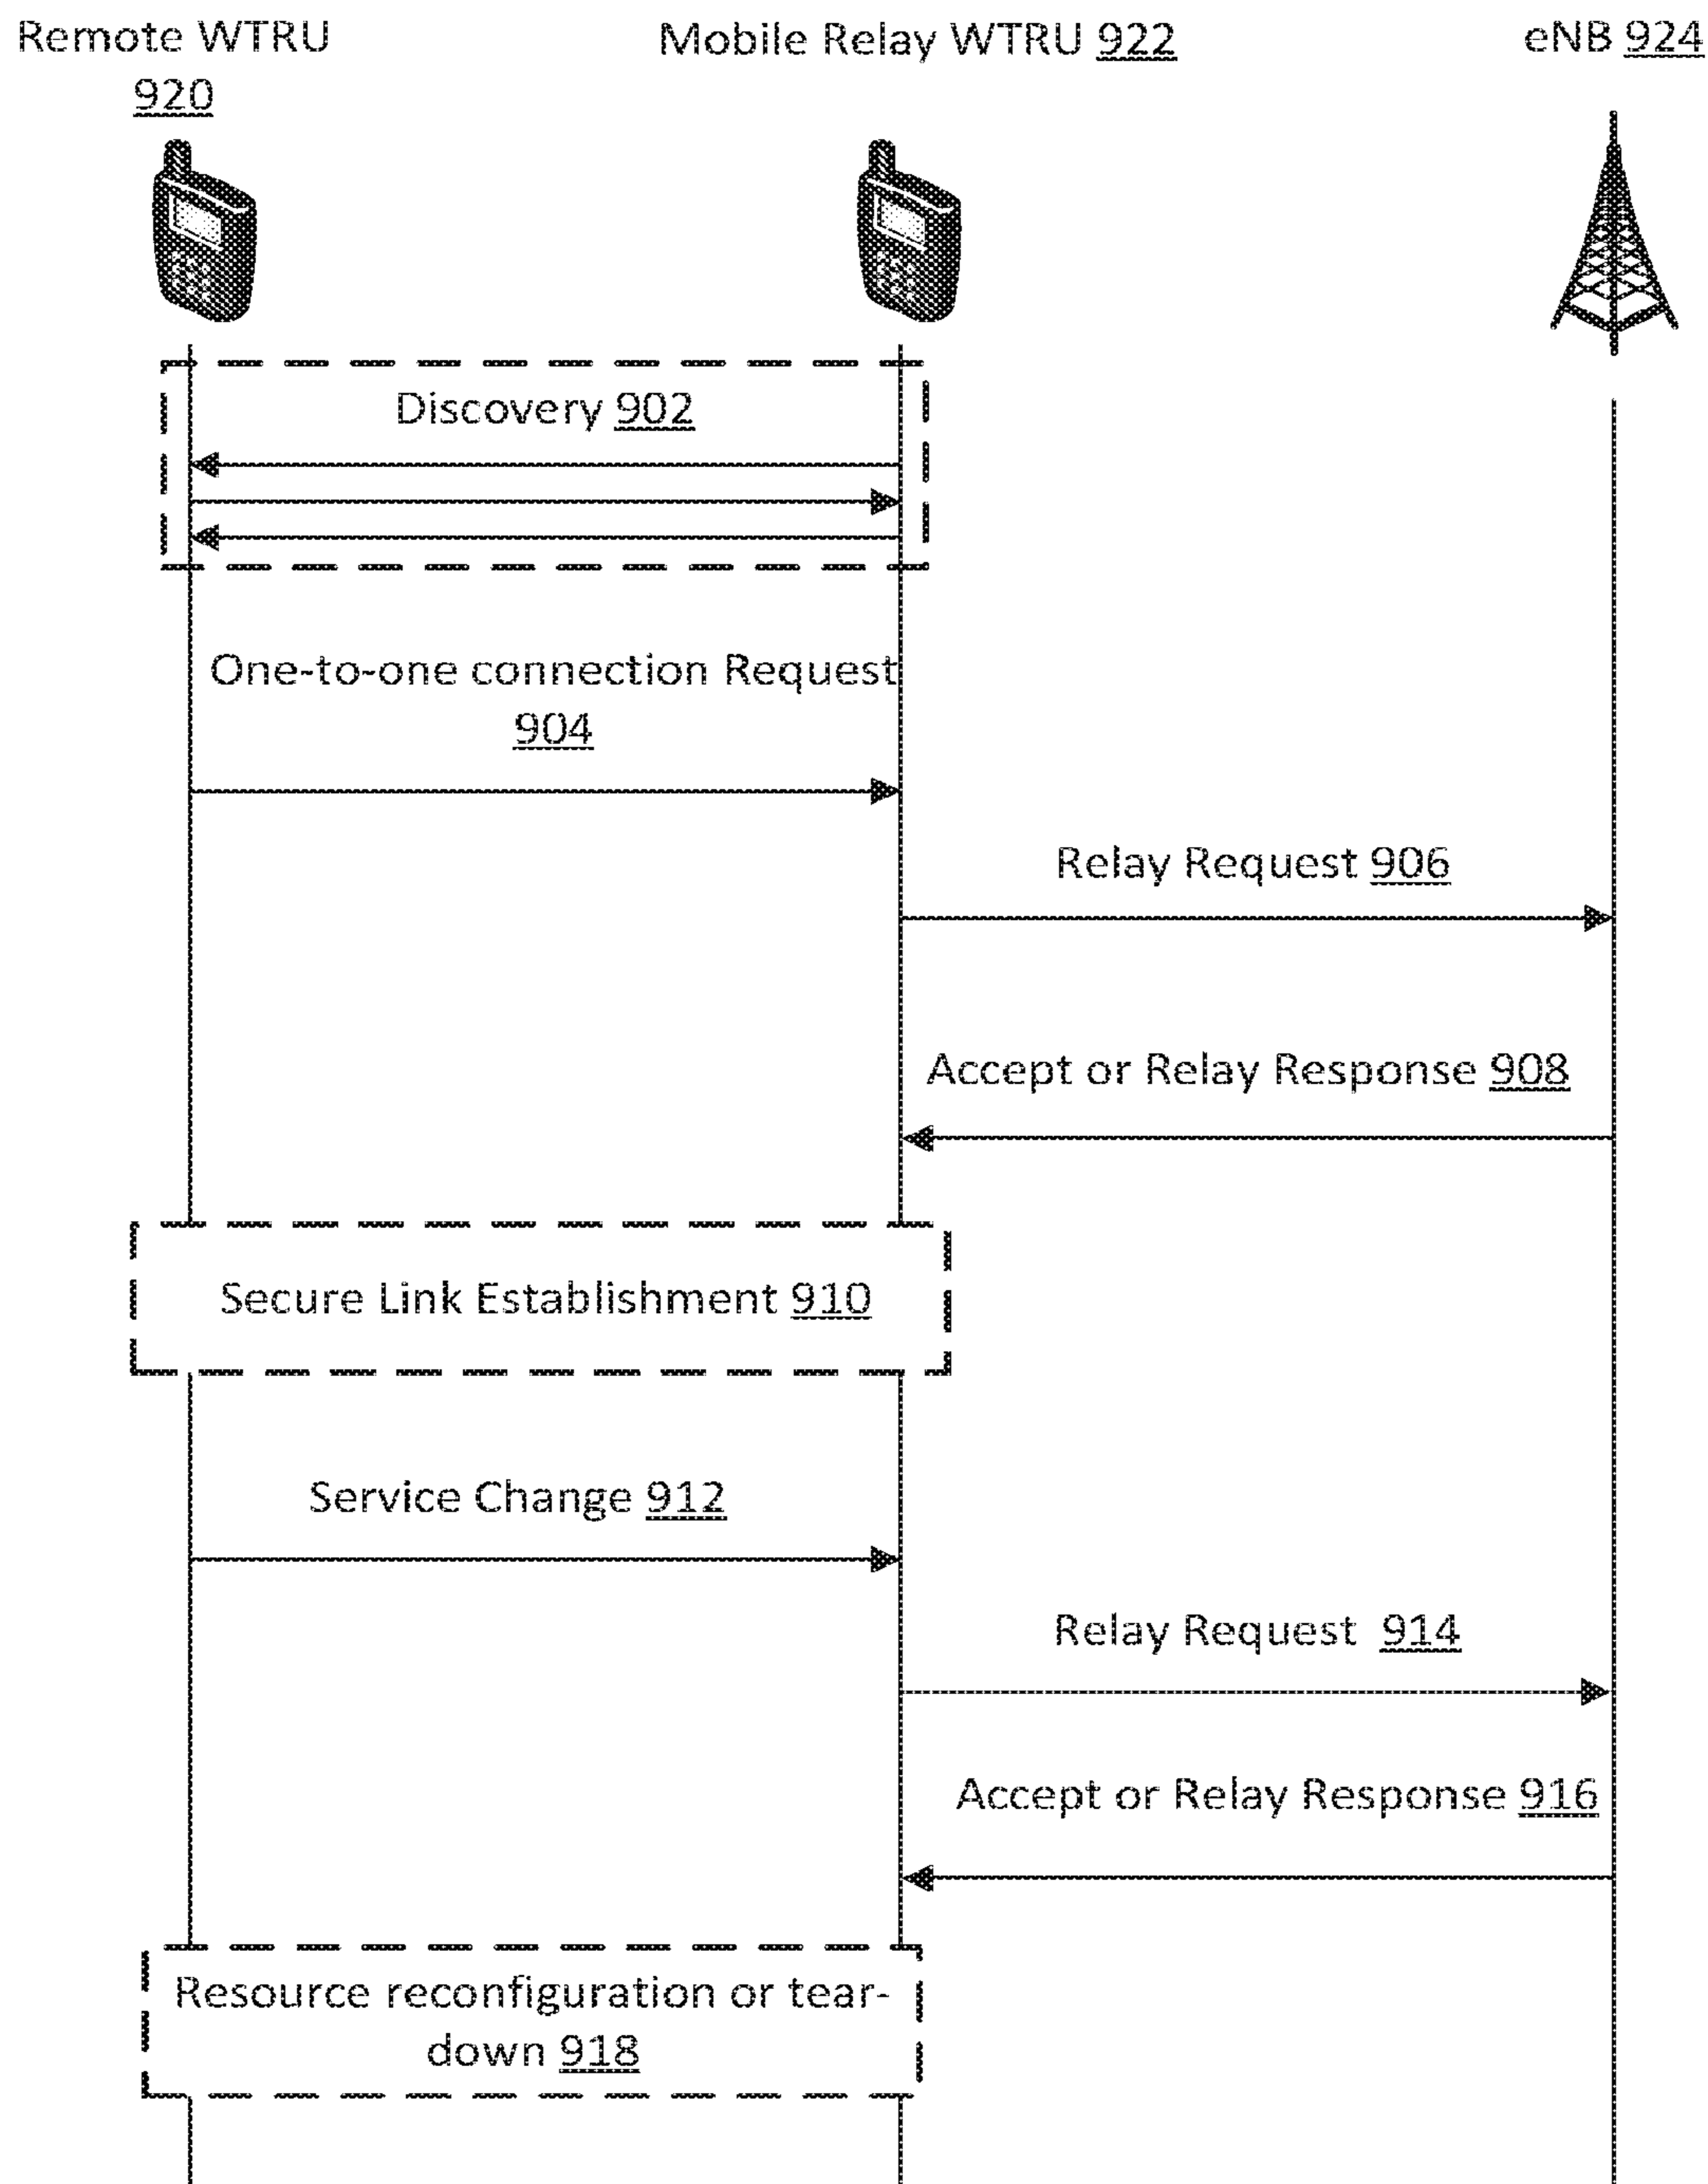 Remote WTRU
920
Mobile Relay WTRU 922
eNB 924
Discovery 902
One-to-one connection Request
904
Relay Request 906
Accept or Relay Response 908
Secure Link Establishment 910
Service Change 912
Relay Request 914
Accept or Relay Response 916
Resource reconfiguration or tear-
down 918